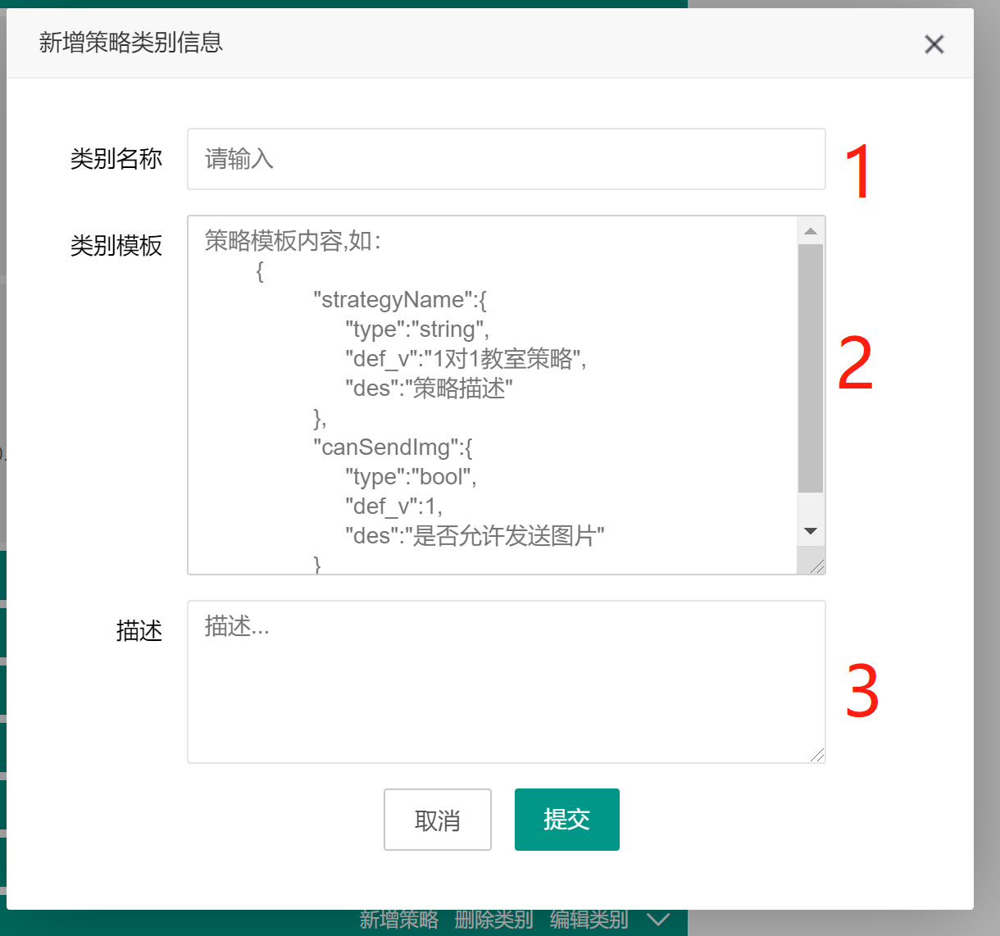 新增策略类别信息
类别名称
请输入
1
类别模板
策略模板内容,如：
{
"strategyName":{
"type":"string",
"def_v":"1对1教室策略",
"des":"策略描述"
},
"canSendImg":{
"type":"bool",
"def_v":1,
"des":"是否允许发送图片"
}
2
描述
描述...
3
取消
提交
新增策略 删除类别 编辑类别